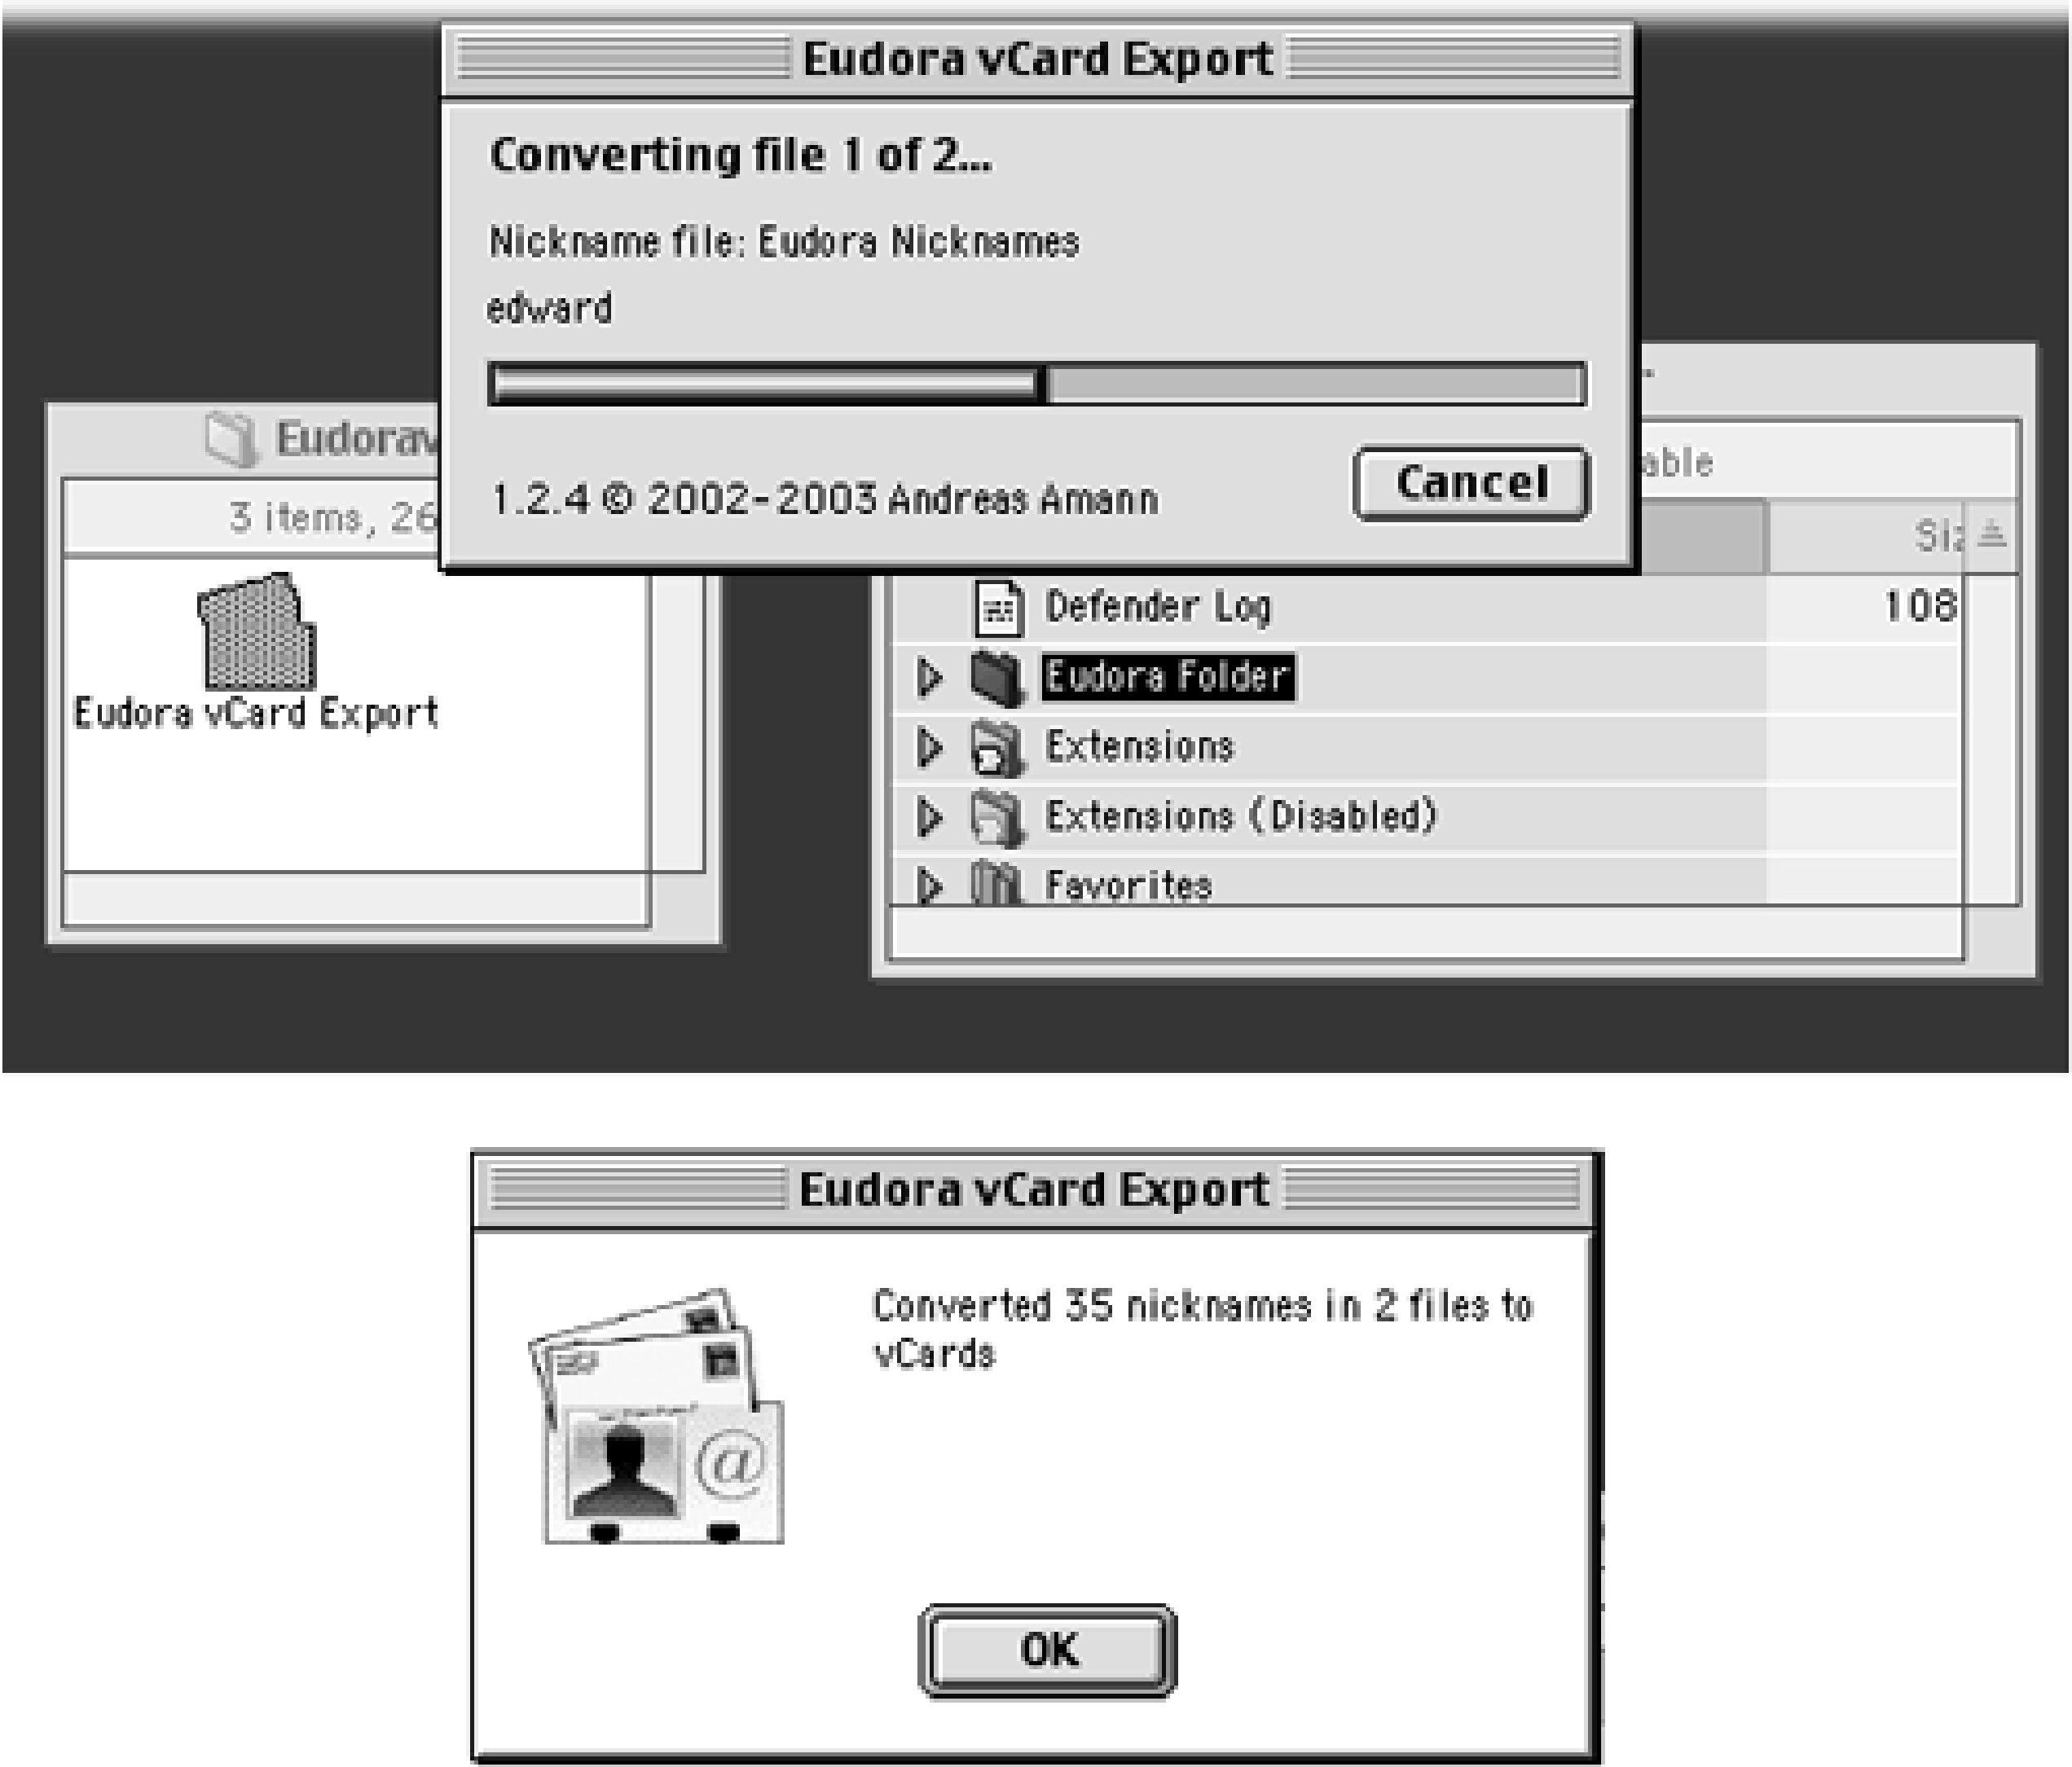 Eudora vCard Export
Converting file 1 of 2...
Nickname file: Eudora Nicknames
edward
1.2.4 © 2002-2003 Andreas Amann
Cancel
3 items, 26
Eudora vCard Export
Defender Log
108
Eudora Folder
Extensions
Extensions (Disabled)
Favorites
Eudora vCard Export
Converted 35 nicknames in 2 files to
vCards
@
OK